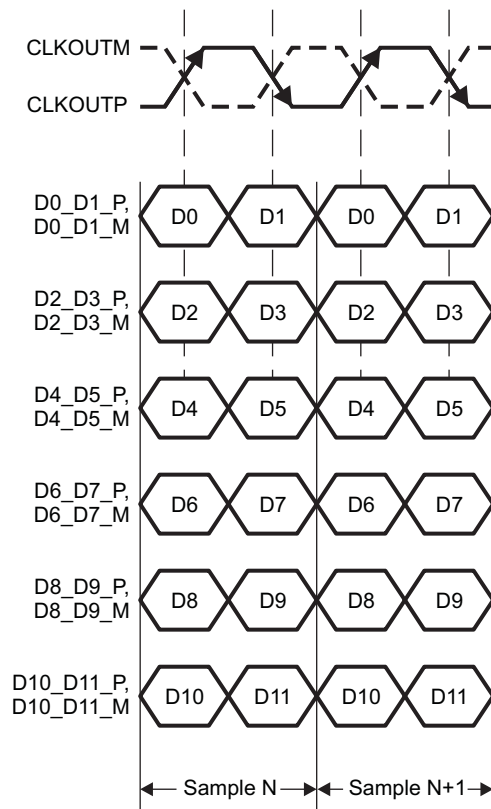 CLKOUTM
CLKOUTP
D0_D1_P,
D0_D1_M
D0 D1 D0 D1
D2_D3_P,
D2_D3_M
D2 D3 D2 D3
D4_D5_P,
D4_D5_M
D4 D5 D4 D5
D6_D7_P,
D6_D7_M
D6 D7 D6 D7
D8_D9_P,
D8_D9_M
D8 D9 D8 D9
D10_D11_P,
D10_D11_M
D10 D11 D10 D11
Sample N Sample N+1